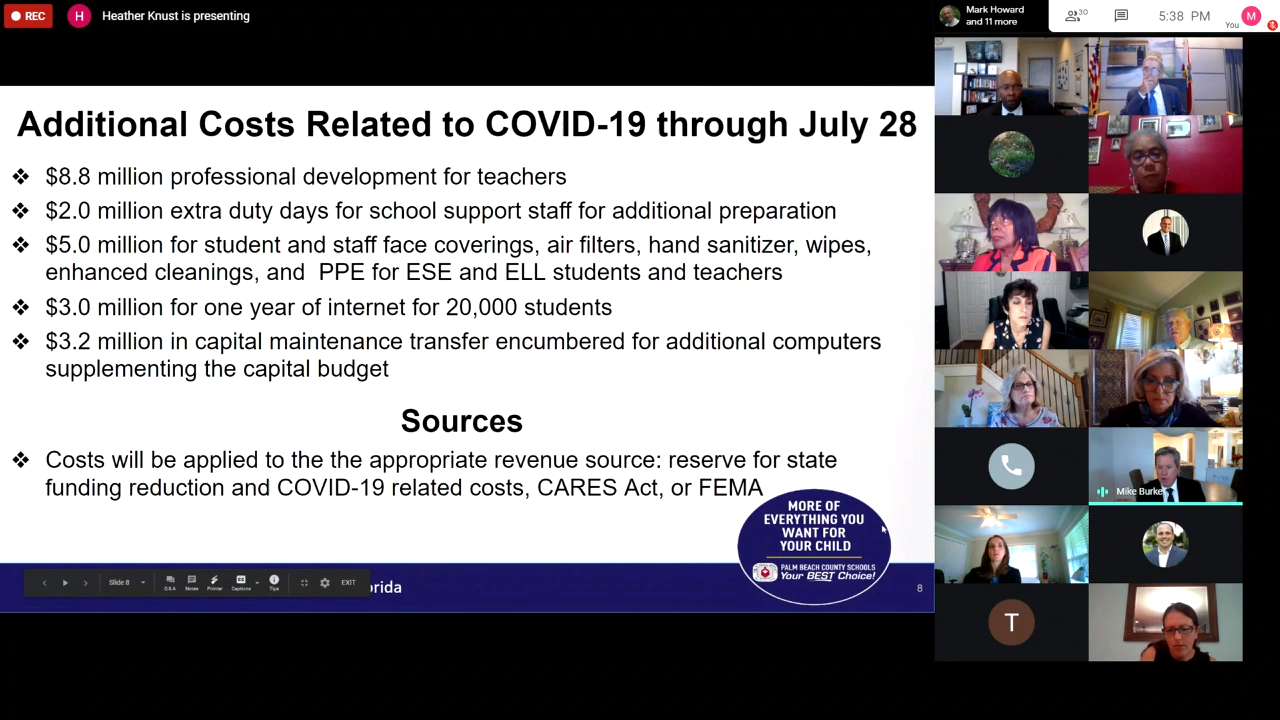 REC
H
Heather Knust is presenting
Mark Howard
and 11 more
30
5:38 PM
You
M
Additional Costs Related to COVID-19 through July 28
❖ $8.8 million professional development for teachers
❖ $2.0 million extra duty days for school support staff for additional preparation
❖ $5.0 million for student and staff face coverings, air filters, hand sanitizer, wipes,
enhanced cleanings, and PPE for ESE and ELL students and teachers
❖ $3.0 million for one year of internet for 20,000 students
❖ $3.2 million in capital maintenance transfer encumbered for additional computers
supplementing the capital budget
Sources
❖ Costs will be applied to the the appropriate revenue source: reserve for state
funding reduction and COVID-19 related costs, CARES Act, or FEMA
MORE OF
EVERYTHING YOU
WANT FOR
YOUR CHILD
PALM BEACH COUNTY SCHOOLS
Your BEST Choice!
Slide 8
Q & A
Notes
Pointer
Captions
Tips
EXIT
orida
8
Mike Burke
T